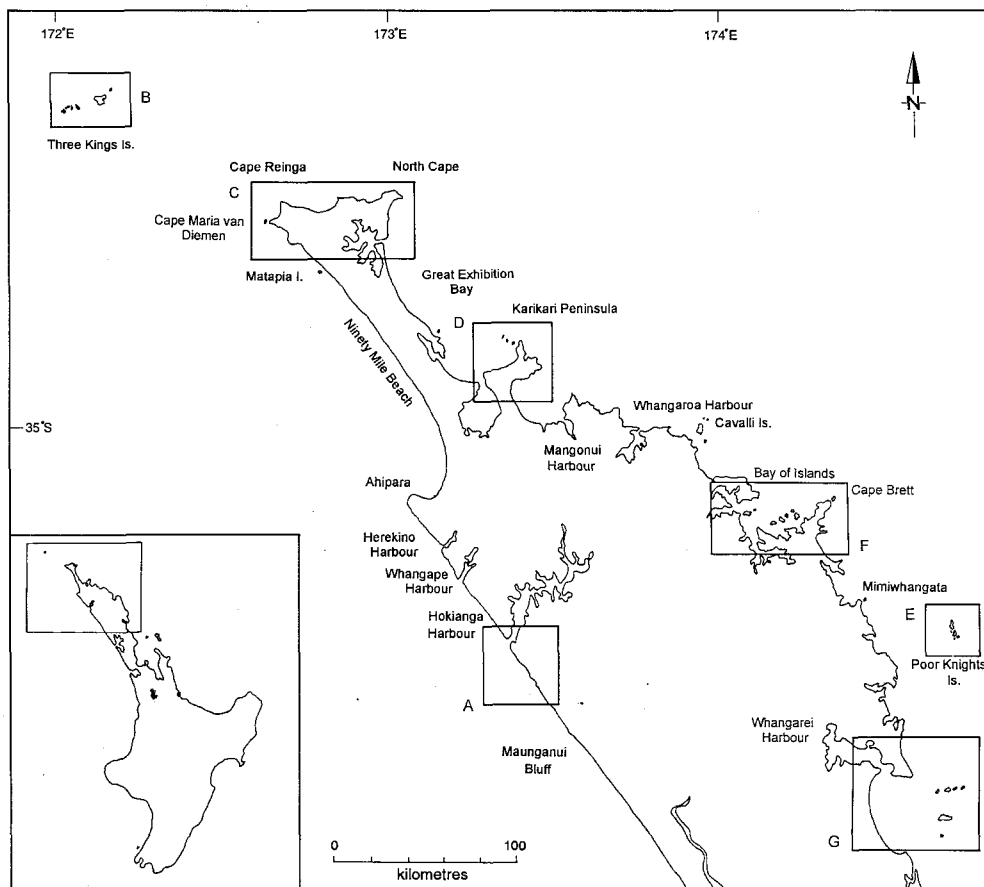 172°E
173°E
174°E
N
B
Three Kings Is.
Cape Reinga
North Cape
C
Cape Maria van
Diemen
Matapia I.
Great Exhibition
Bay
Karikari Peninsula
D
Ninety Mile Beach
35°S
Whangaroa Harbour
Cavalli Is.
Mangonui
Harbour
Bay of Islands
Cape Brett
Ahipara
F
Herekino
Harbour
Whangape
Harbour
Mimiwhangata
E
Hokianga
Harbour
Poor Knights
Is.
A
Whangarei
Harbour
Maunganui
Bluff
G
0
100
kilometres